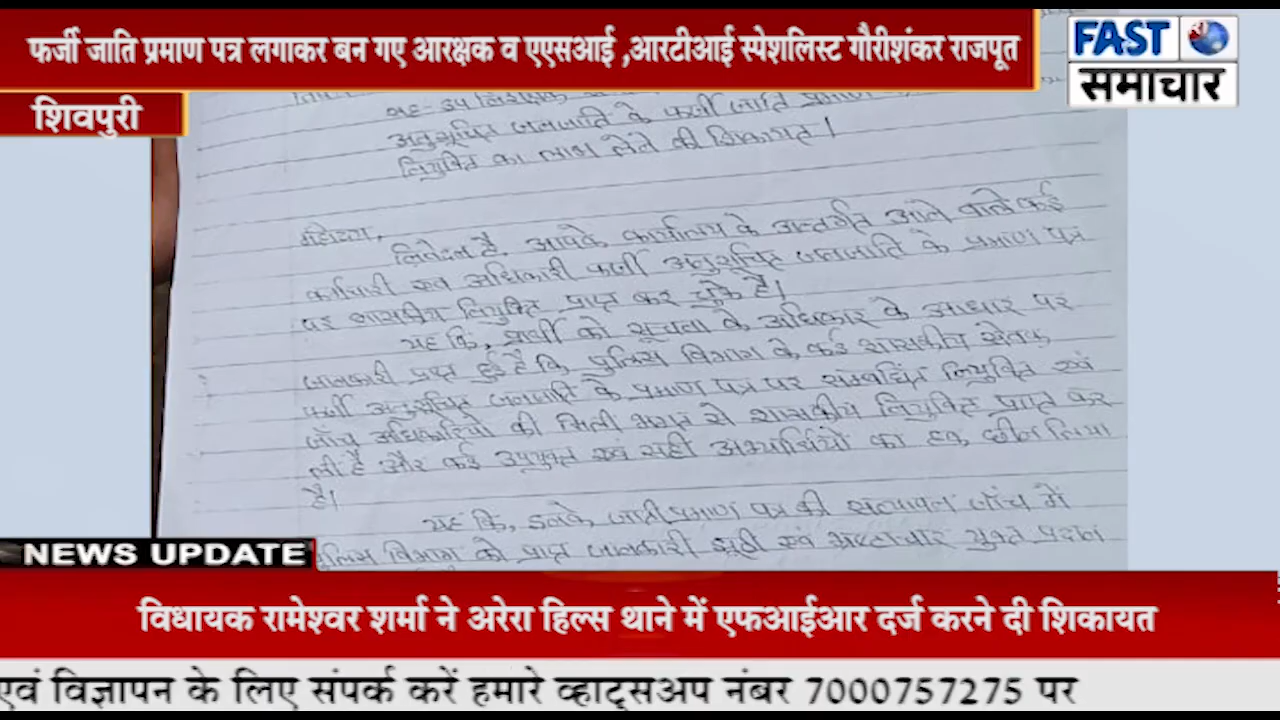 फर्जी जाति प्रमाण पत्र लगाकर बन गए आरक्षक व एएसआई ,आरटीआई स्पेशलिस्ट गौरीशंकर राजपूत
FAST
समाचार
शिवपुरी
अनुसूचित जनजाति के फर्जी जाति प्रमाण
नियुक्ति का लाभ लेने की शिकायत।
महोदय,
निवेदन है. आपके कार्यालय के अन्तर्गत आने वाले कई
कर्मचारी एवं अधिकारी फर्जी अनुसूचित जनजाति के प्रमाण पत्र
पर शासकीय नियुक्ति प्राप्त कर चुके हैं।
यह कि, प्रार्थी को सूचना के अधिकार के आधार पर
जानकारी प्राप्त हुई है कि पुलिस विभाग के कई शासकीय सेवक
फर्जी अनुसूचित जनजाति के प्रमाण पत्र पर संम्बधित नियुक्ति एवं
जाँच अधिकारियो की मिली भगत से शासकीय नियुक्ति प्राप्त कर
ली है और कई उपयुक्त एवं सही अभ्यार्थियो का हक छीन लिया
है।
यह कि, इनके जाती प्रमाण पत्र की सत्यापन जाँच में
पुलिस विभाग को प्राप्त जानकारी झूठी एवं भ्रष्टाचार युक्त
NEWS UPDATE
विधायक रामेश्वर शर्मा ने अरेरा हिल्स थाने में एफआईआर दर्ज करने दी शिकायत
एवं विज्ञापन के लिए संपर्क करें हमारे व्हाट्सअप नंबर 7000757275 पर